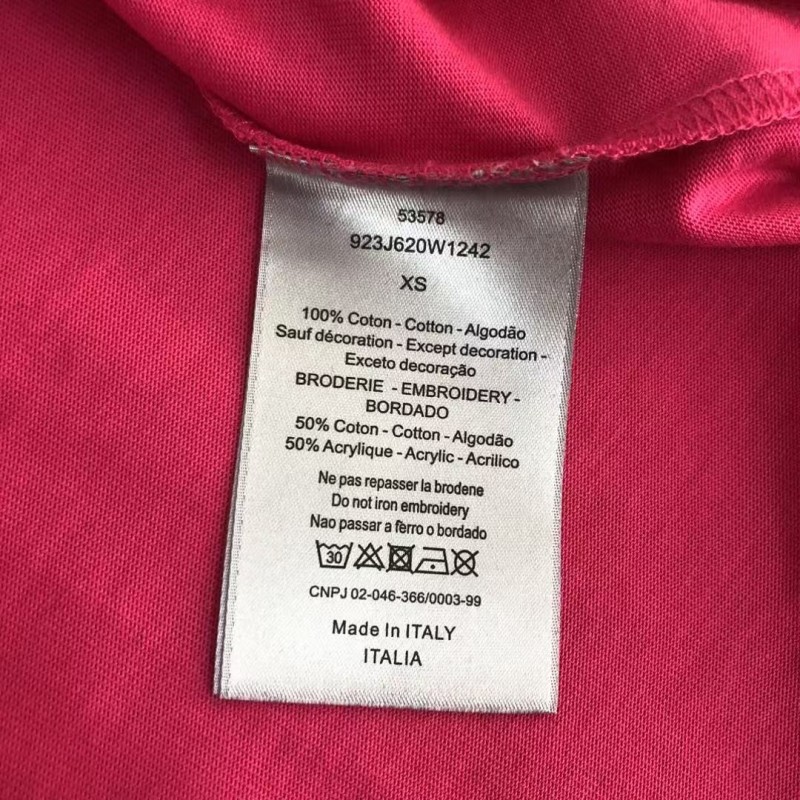 53578
923J620W1242
XS
100% Coton - Cotton - Algodão
Sauf décoration - Except decoration -
Exceto decoração
BRODERIE - EMBROIDERY -
BORDADO
50% Coton - Cotton - Algodão
50% Acrylique - Acrylic - Acrilico
Ne pas repasser la brodene
Do not iron embroidery
Nao passar a ferro o bordado
30
CNPJ 02-046-366/0003-99
Made In ITALY
ITALIA